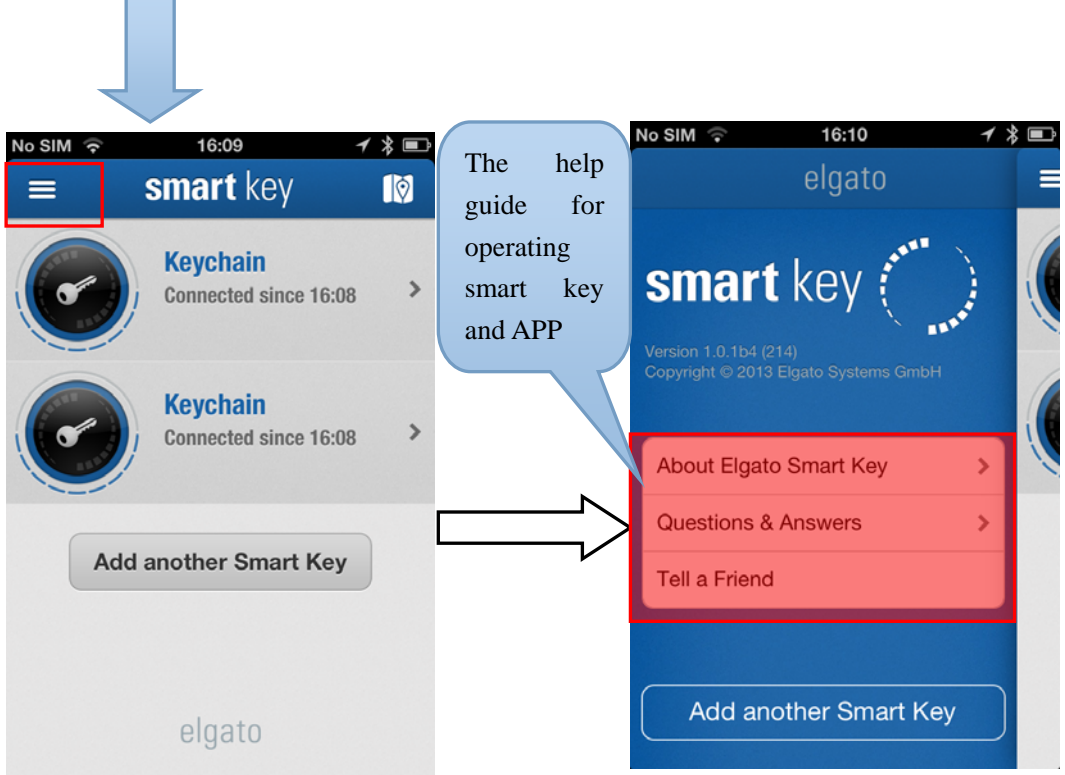 No SIM 16:09
smart key
Keychain
Connected since 16:08
Keychain
Connected since 16:08
Add another Smart Key
elgato
The help
guide for
operating
smart key
and APP
No SIM 16:10
elgato
smart key
Version 1.0.1b4 (214)
Copyright © 2013 Elgato Systems GmbH
About Elgato Smart Key
Questions & Answers
Tell a Friend
Add another Smart Key